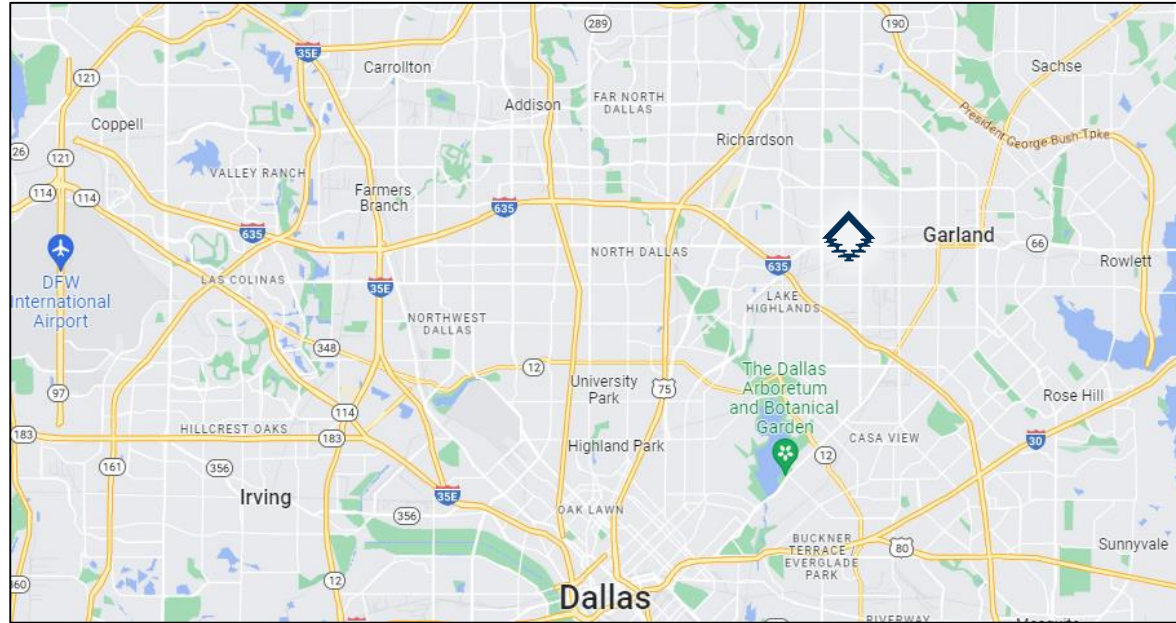 289
190
121
35E
Carrollton
Sachse
FAR NORTH
DALLAS
Addison
Coppell
Richardson
President George Bush Tpke
26
121
VALLEY RANCH
114
114
Farmers
Branch
635
635
Garland
66
NORTH DALLAS
635
Rowlett
DFW
International
Airport
LAS COLINAS
35E
LAKE
HIGHLANDS
NORTHWEST
DALLAS
348
12
University
Park
75
The Dallas
Arboretum
and Botanical
Garden
97
Rose Hill
114
183
HILLCREST OAKS
183
Highland Park
CASA VIEW
30
161
356
12
Irving
35E
356
OAK LAWN
BUCKNER
TERRACE /
EVERGLADE
PARK
80
Sunnyvale
360
12
Dallas
RIVERWAY
Mesquite